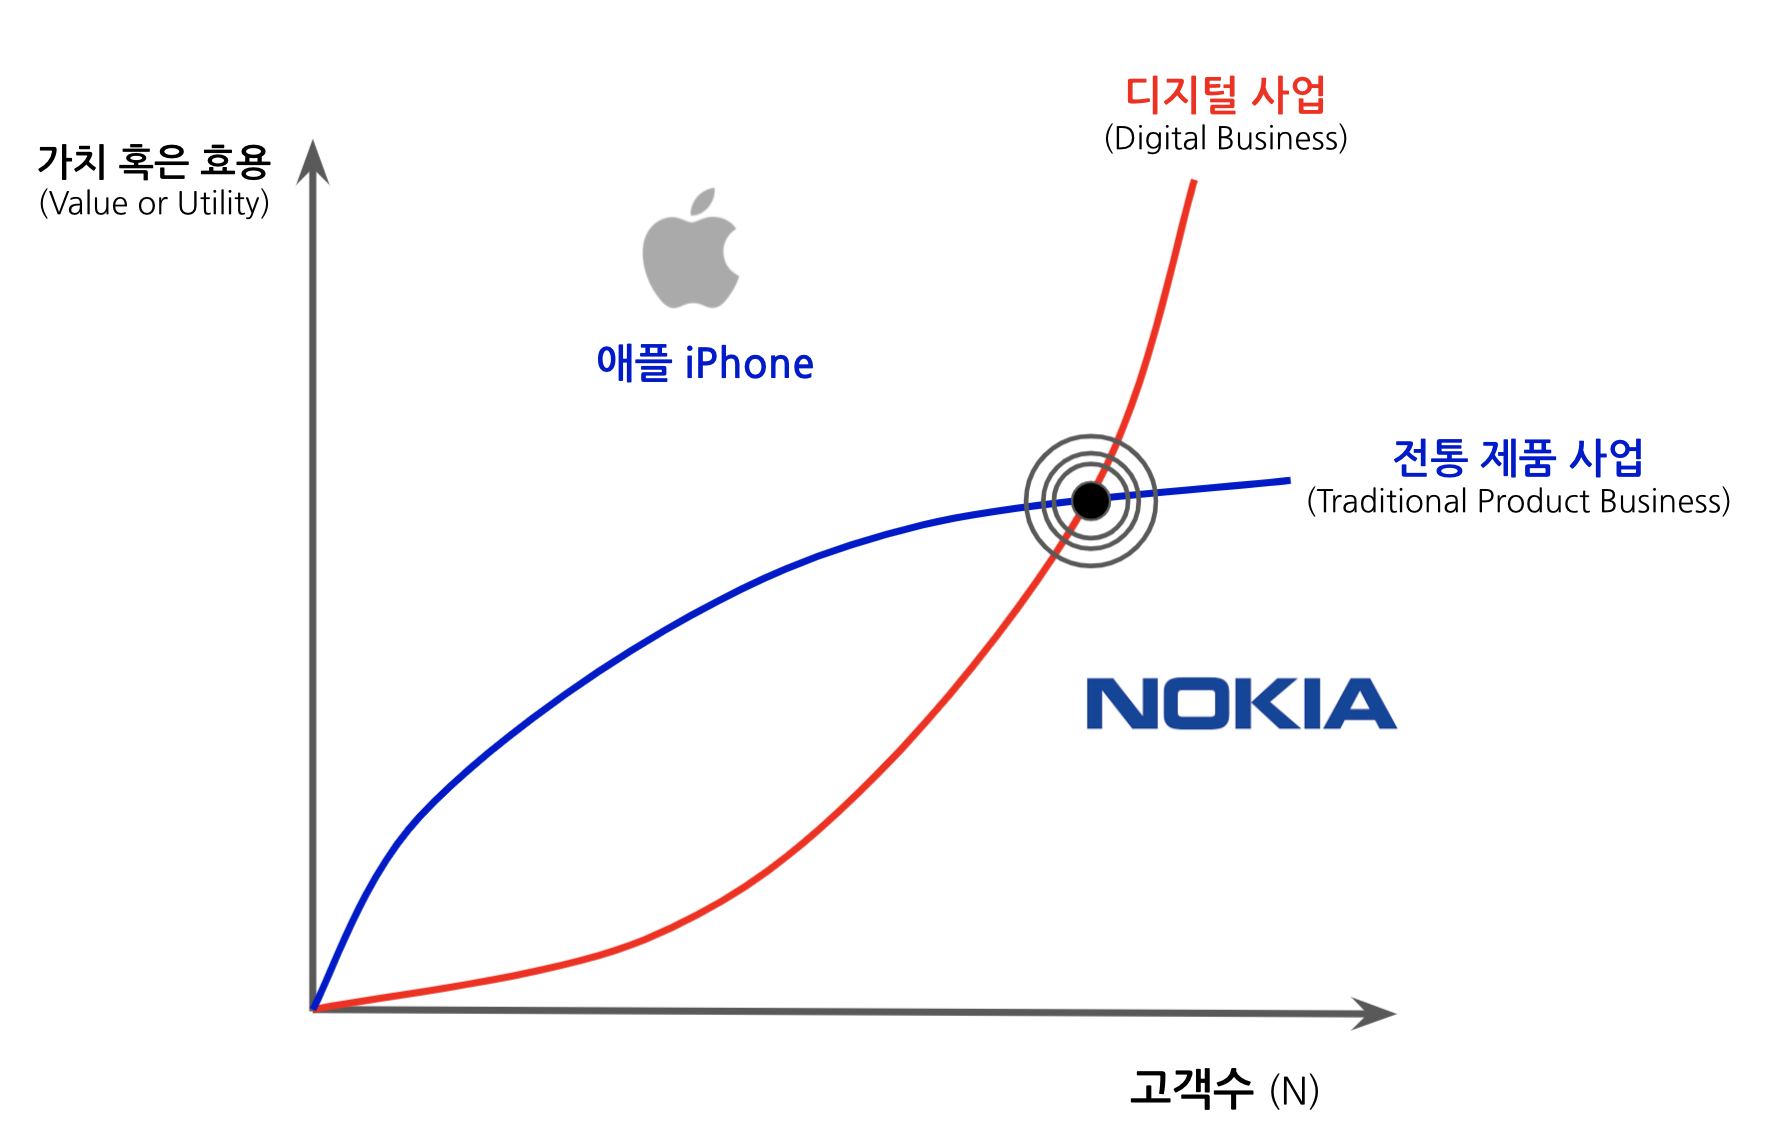 디지털 사업
(Digital Business)
가치 혹은 효용
(Value or Utility)
애플 iPhone
전통 제품 사업
(Traditional Product Business)
NOKIA
고객수 (N)